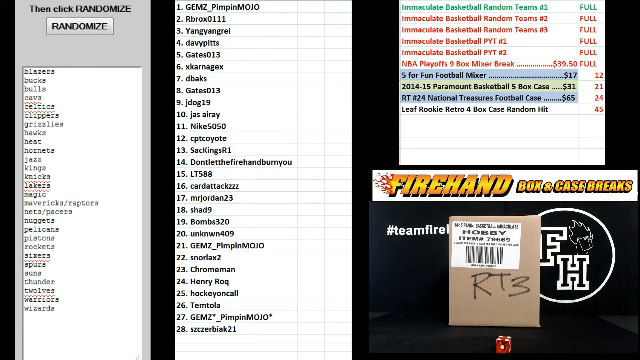 Then click RANDOMIZE
RANDOMIZE
blazers
bucks
bulls
cavs
celtics
clippers
grizzlies
hawks
heat
hornets
jazz
kings
knicks
lakers
magic
mavericks/raptors
nets/pacers
nuggets
pelicans
pistons
rockets
sixers
spurs
suns
thunder
twolves
warriors
wizards
1. GEMZ_PimpinMOJO
2. Rbrox0111
3. Yangyangrel
4. davypitts
5. Gates013
6. xkarnagex
7. dbaks
8. Gates013
9. jdog19
10. jas airay
11. Nike5050
12. cptcoyote
13. SacKingsR1
14. Dontletthefirehandburnyou
15. LT588
16. cardattackzzz
17. mrjordan23
18. shad9
19. Bombs320
20. unknwn409
21. GEMZ_PimpinMOJO
22. snorlax2
23. Chromeman
24. Henry Roq
25. hockeyoncall
26. Temtola
27. GEMZ*_PimpinMOJO*
28. szczerbiak21
Immaculate Basketball Random Teams #1 FULL
Immaculate Basketball Random Teams #2 FULL
Immaculate Basketball Random Teams #3 FULL
Immaculate Basketball PYT #1 FULL
Immaculate Basketball PYT #2 FULL
NBA Playoffs 9 Box Mixer Break ......$39.50 FULL
5 for Fun Football Mixer $17 12
2014-15 Paramount Basketball 5 Box Case $31 21
RT #24 National Treasures Football Case $65 24
Leaf Rookie Retro 4 Box Case Random Hit 45
FIREHAND BOX & CASE BREAKS
#teamfirel
HOBBY
RT3
F H